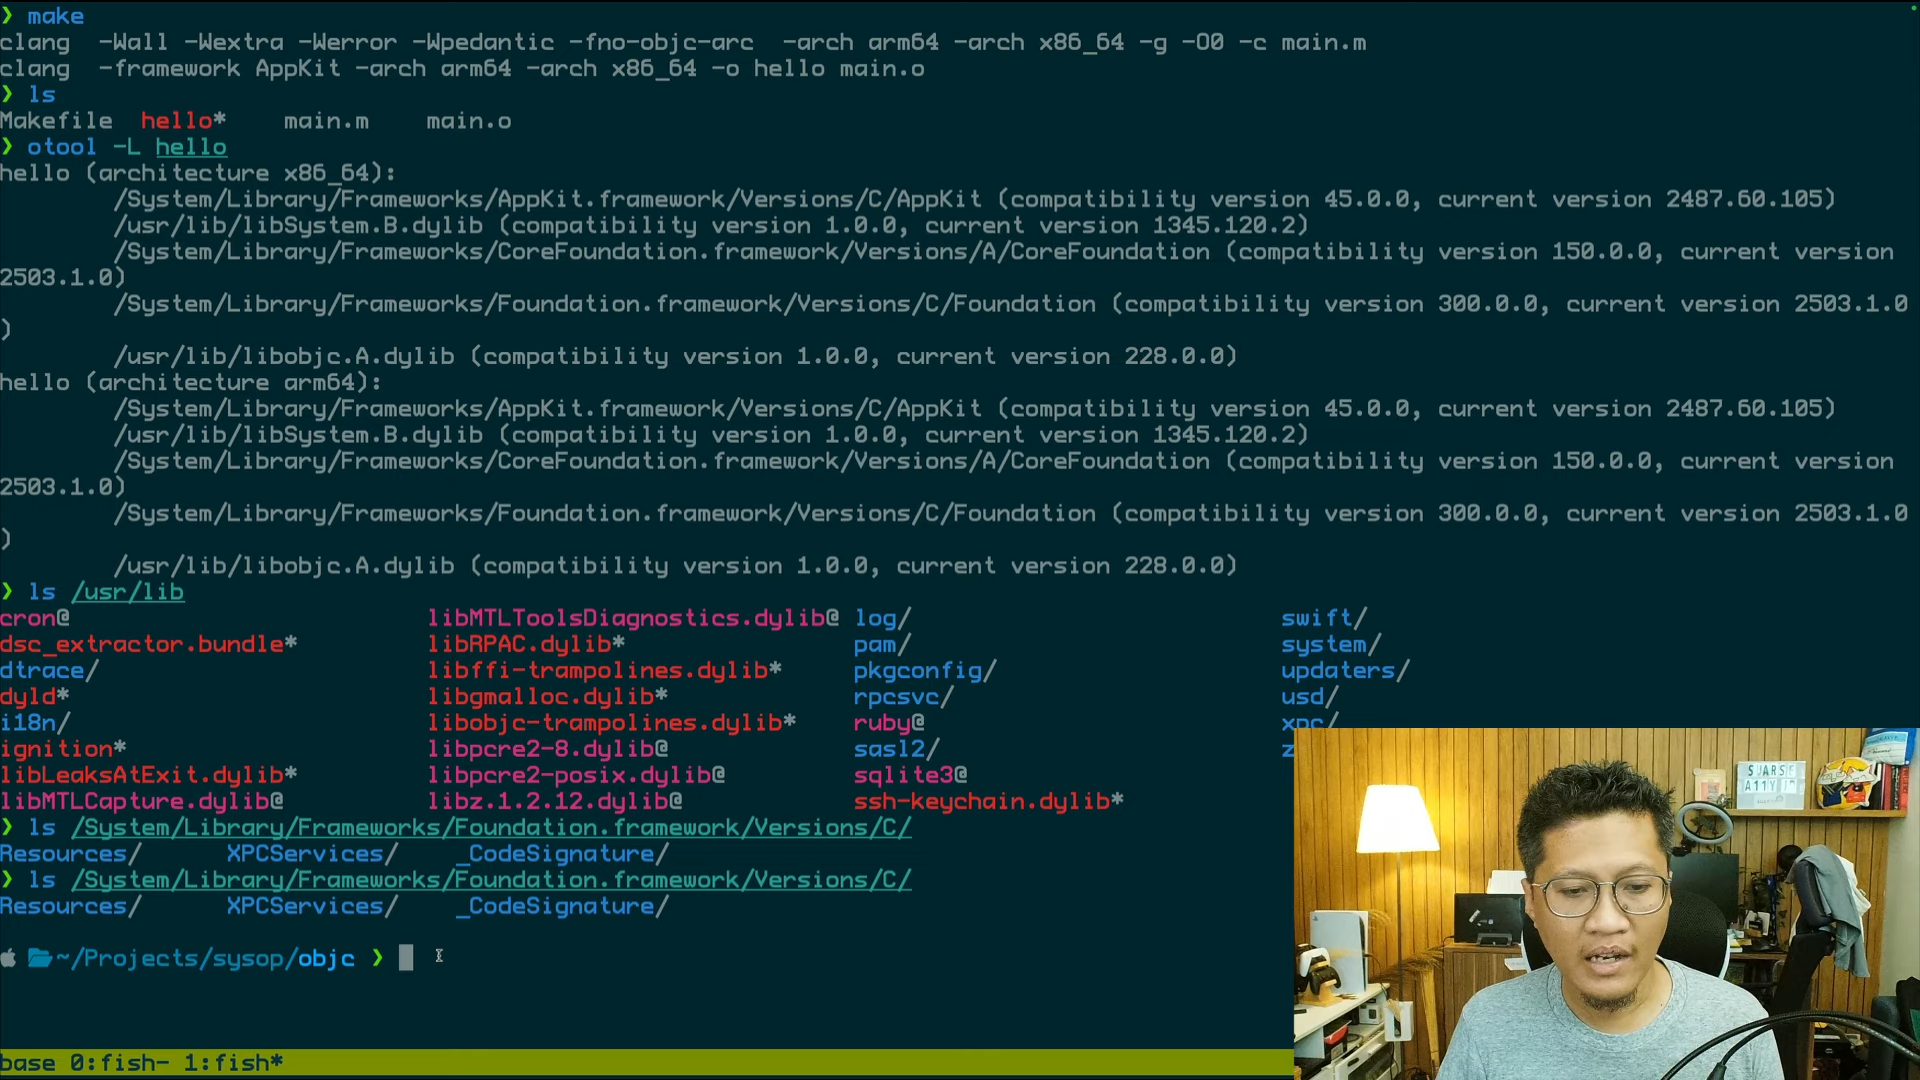 ❯ make
clang  -Wall -Wextra -Werror -Wpedantic -fno-objc-arc  -arch arm64 -arch x86_64 -g -O0 -c main.m
clang  -framework AppKit -arch arm64 -arch x86_64 -o hello main.o
❯ ls
Makefile  hello*    main.m    main.o
❯ otool -L hello
hello (architecture x86_64):
/System/Library/Frameworks/AppKit.framework/Versions/C/AppKit (compatibility version 45.0.0, current version 2487.60.105)
/usr/lib/libSystem.B.dylib (compatibility version 1.0.0, current version 1345.120.2)
/System/Library/Frameworks/CoreFoundation.framework/Versions/A/CoreFoundation (compatibility version 150.0.0, current version
2503.1.0)
/System/Library/Frameworks/Foundation.framework/Versions/C/Foundation (compatibility version 300.0.0, current version 2503.1.0
)
/usr/lib/libobjc.A.dylib (compatibility version 1.0.0, current version 228.0.0)
hello (architecture arm64):
/System/Library/Frameworks/AppKit.framework/Versions/C/AppKit (compatibility version 45.0.0, current version 2487.60.105)
/usr/lib/libSystem.B.dylib (compatibility version 1.0.0, current version 1345.120.2)
/System/Library/Frameworks/CoreFoundation.framework/Versions/A/CoreFoundation (compatibility version 150.0.0, current version
2503.1.0)
/System/Library/Frameworks/Foundation.framework/Versions/C/Foundation (compatibility version 300.0.0, current version 2503.1.0
)
/usr/lib/libobjc.A.dylib (compatibility version 1.0.0, current version 228.0.0)
❯ ls /usr/lib
cron@    libMTLToolsDiagnostics.dylib@    log/    swift/
dsc_extractor.bundle*    libRPAC.dylib*    pam/    system/
dtrace/    libffi-trampolines.dylib*    pkgconfig/    updaters/
dyld*    libgmalloc.dylib*    rpcsvc/    usd/
i18n/    libobjc-trampolines.dylib*    ruby@    xpc/
ignition*    libpcre2-8.dylib@    sasl2/    z
libLeaksAtExit.dylib*    libpcre2-posix.dylib@    sqlite3@
libMTLCapture.dylib@    libz.1.2.12.dylib@    ssh-keychain.dylib*
❯ ls /System/Library/Frameworks/Foundation.framework/Versions/C/
Resources/    XPCServices/    _CodeSignature/
❯ ls /System/Library/Frameworks/Foundation.framework/Versions/C/
Resources/    XPCServices/    _CodeSignature/
~/Projects/sysop/objc ❯
base 0:fish- 1:fish*